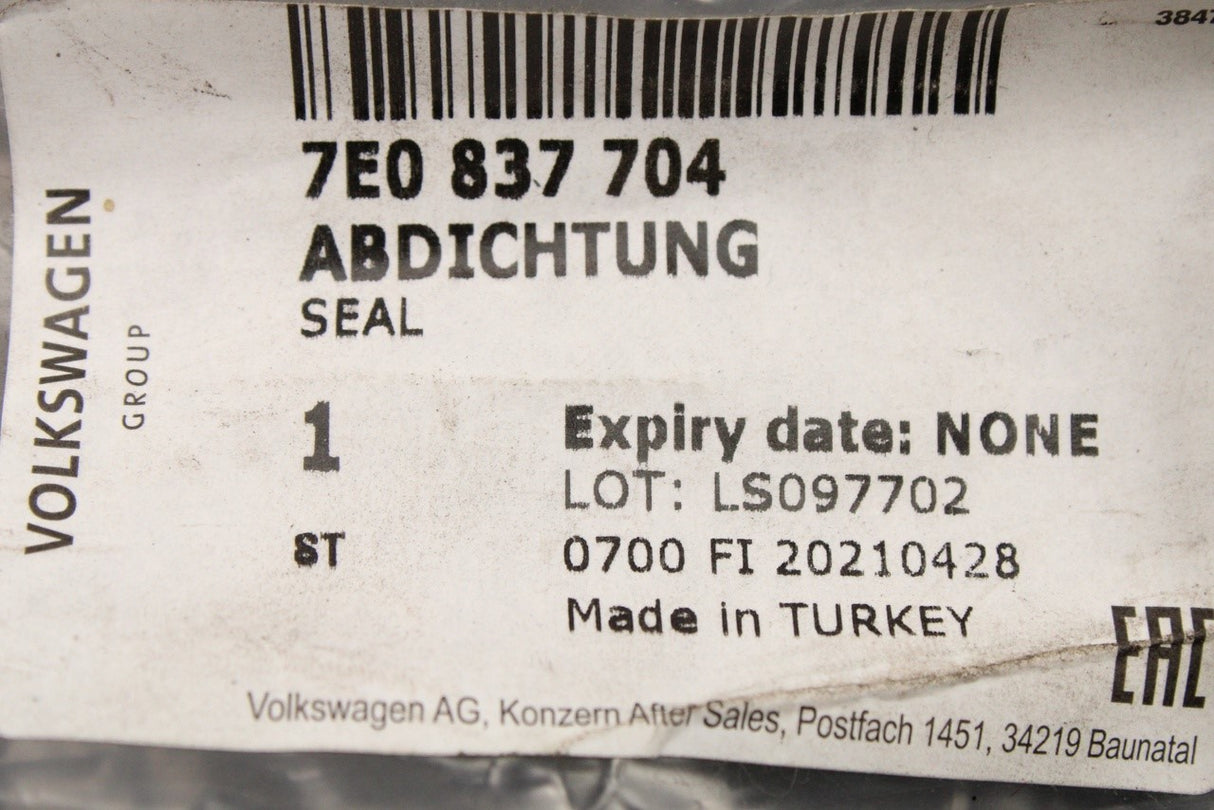 3847
7E0 837 704
ABDICHTUNG
SEAL
VOLKSWAGEN
GROUP
1
Expiry date: NONE
LOT: LS097702
ST
0700 FI 20210428
Made in TURKEY
EAC
Volkswagen AG, Konzern After Sales, Postfach 1451, 34219 Baunatal